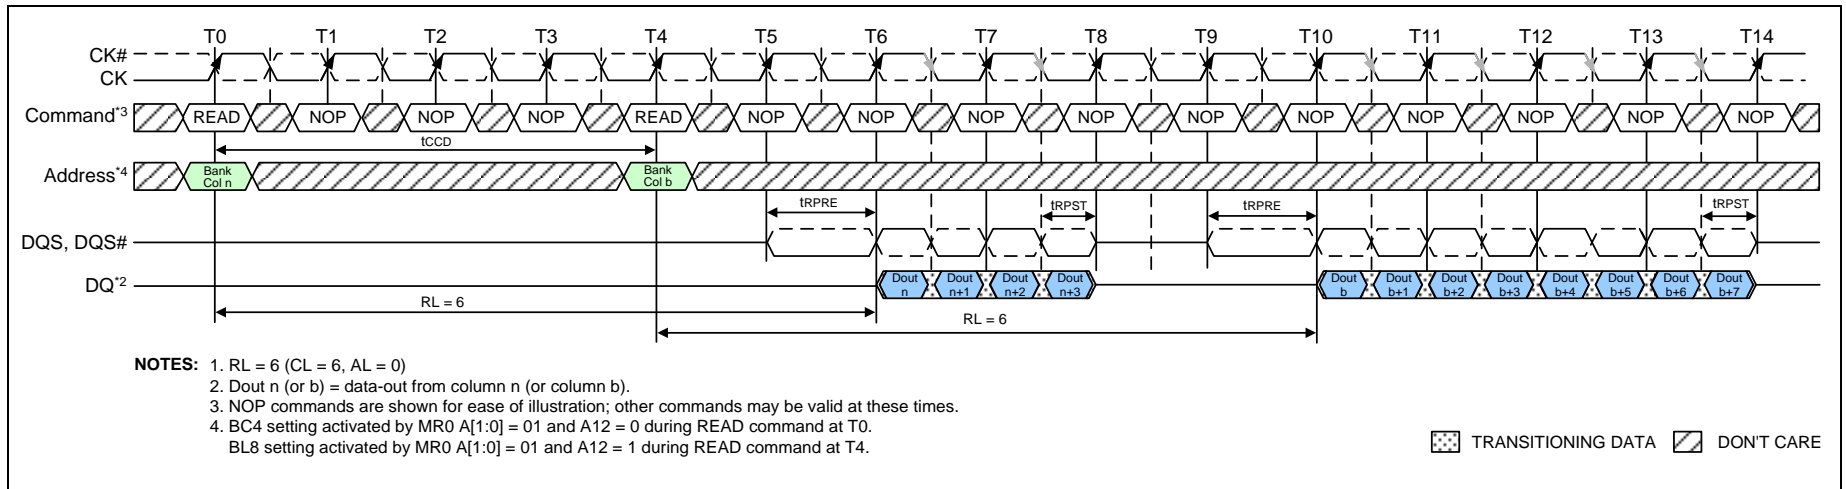 T0 T1 T2 T3 T4 T5 T6 T7 T8 T9 T10 T11 T12 T13 T14
CK#
CK
Command*3 READ NOP NOP NOP READ NOP NOP NOP NOP NOP NOP NOP NOP NOP NOP
tCCD
Address*4 Bank Col n Bank Col b
tRPRE tRPST tRPRE tRPST
DQS, DQS#
DQ*2 Dout n Dout n+1 Dout n+2 Dout n+3 Dout b Dout b+1 Dout b+2 Dout b+3 Dout b+4 Dout b+5 Dout b+6 Dout b+7
RL = 6
RL = 6
NOTES: 1. RL = 6 (CL = 6, AL = 0)
2. Dout n (or b) = data-out from column n (or column b).
3. NOP commands are shown for ease of illustration; other commands may be valid at these times.
4. BC4 setting activated by MR0 A[1:0] = 01 and A12 = 0 during READ command at T0.
BL8 setting activated by MR0 A[1:0] = 01 and A12 = 1 during READ command at T4.
TRANSITIONING DATA DON'T CARE